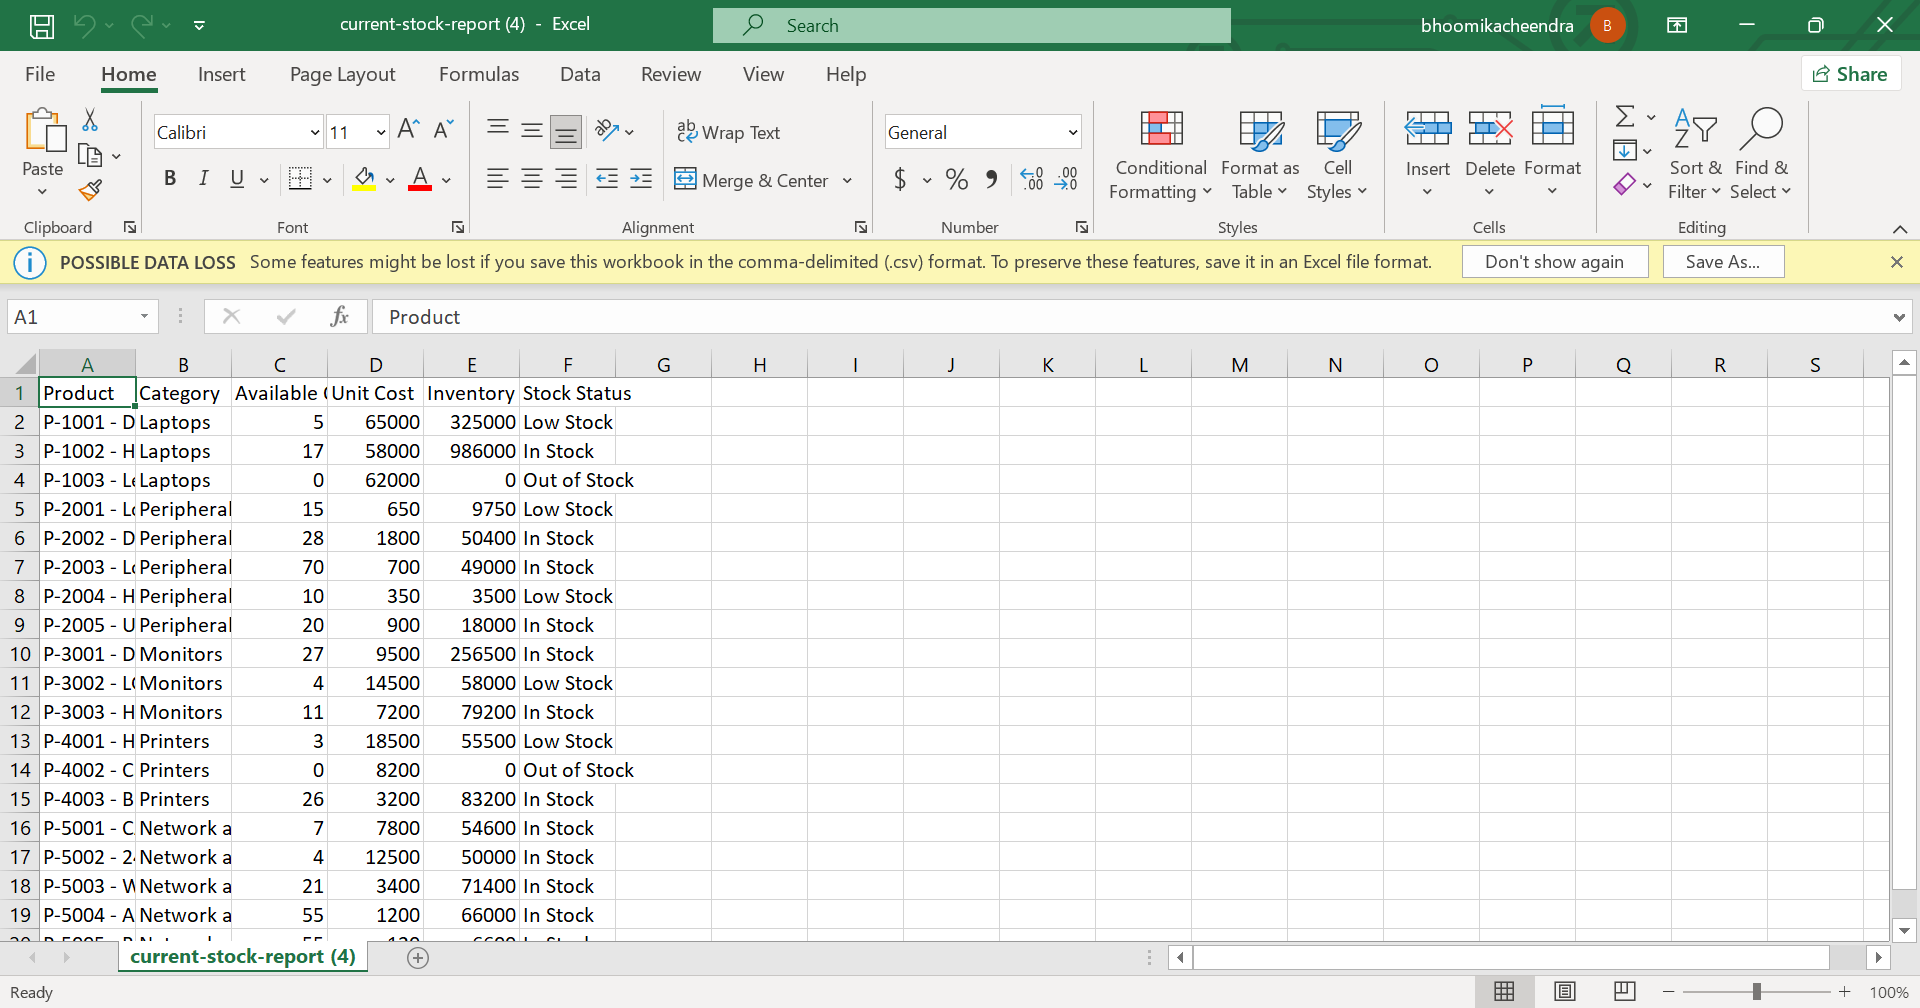 current-stock-report (4) - Excel
Search
bhoomikacheendra
B
File Home Insert Page Layout Formulas Data Review View Help
Share
Paste
Calibri 11
Wrap Text
General
B I U
Merge & Center
$ % 9
Conditional Formatting
Format as Table
Cell Styles
Insert Delete Format
Sort & Filter
Find & Select
Clipboard Font Alignment Number Styles Cells Editing
POSSIBLE DATA LOSS Some features might be lost if you save this workbook in the comma-delimited (.csv) format. To preserve these features, save it in an Excel file format. Don't show again Save As...
A1 fx Product
A B C D E F G H I J K L M N O P Q R S
1 Product Category Available Unit Cost Inventory Stock Status
2 P-1001 - D Laptops 5 65000 325000 Low Stock
3 P-1002 - H Laptops 17 58000 986000 In Stock
4 P-1003 - Le Laptops 0 62000 0 Out of Stock
5 P-2001 - Lo Peripheral 15 650 9750 Low Stock
6 P-2002 - D Peripheral 28 1800 50400 In Stock
7 P-2003 - Lo Peripheral 70 700 49000 In Stock
8 P-2004 - H Peripheral 10 350 3500 Low Stock
9 P-2005 - U Peripheral 20 900 18000 In Stock
10 P-3001 - D Monitors 27 9500 256500 In Stock
11 P-3002 - LG Monitors 4 14500 58000 Low Stock
12 P-3003 - H Monitors 11 7200 79200 In Stock
13 P-4001 - H Printers 3 18500 55500 Low Stock
14 P-4002 - C Printers 0 8200 0 Out of Stock
15 P-4003 - B Printers 26 3200 83200 In Stock
16 P-5001 - C Network a 7 7800 54600 In Stock
17 P-5002 - 24 Network a 4 12500 50000 In Stock
18 P-5003 - W Network a 21 3400 71400 In Stock
19 P-5004 - A Network a 55 1200 66000 In Stock
current-stock-report (4)
Ready
100%